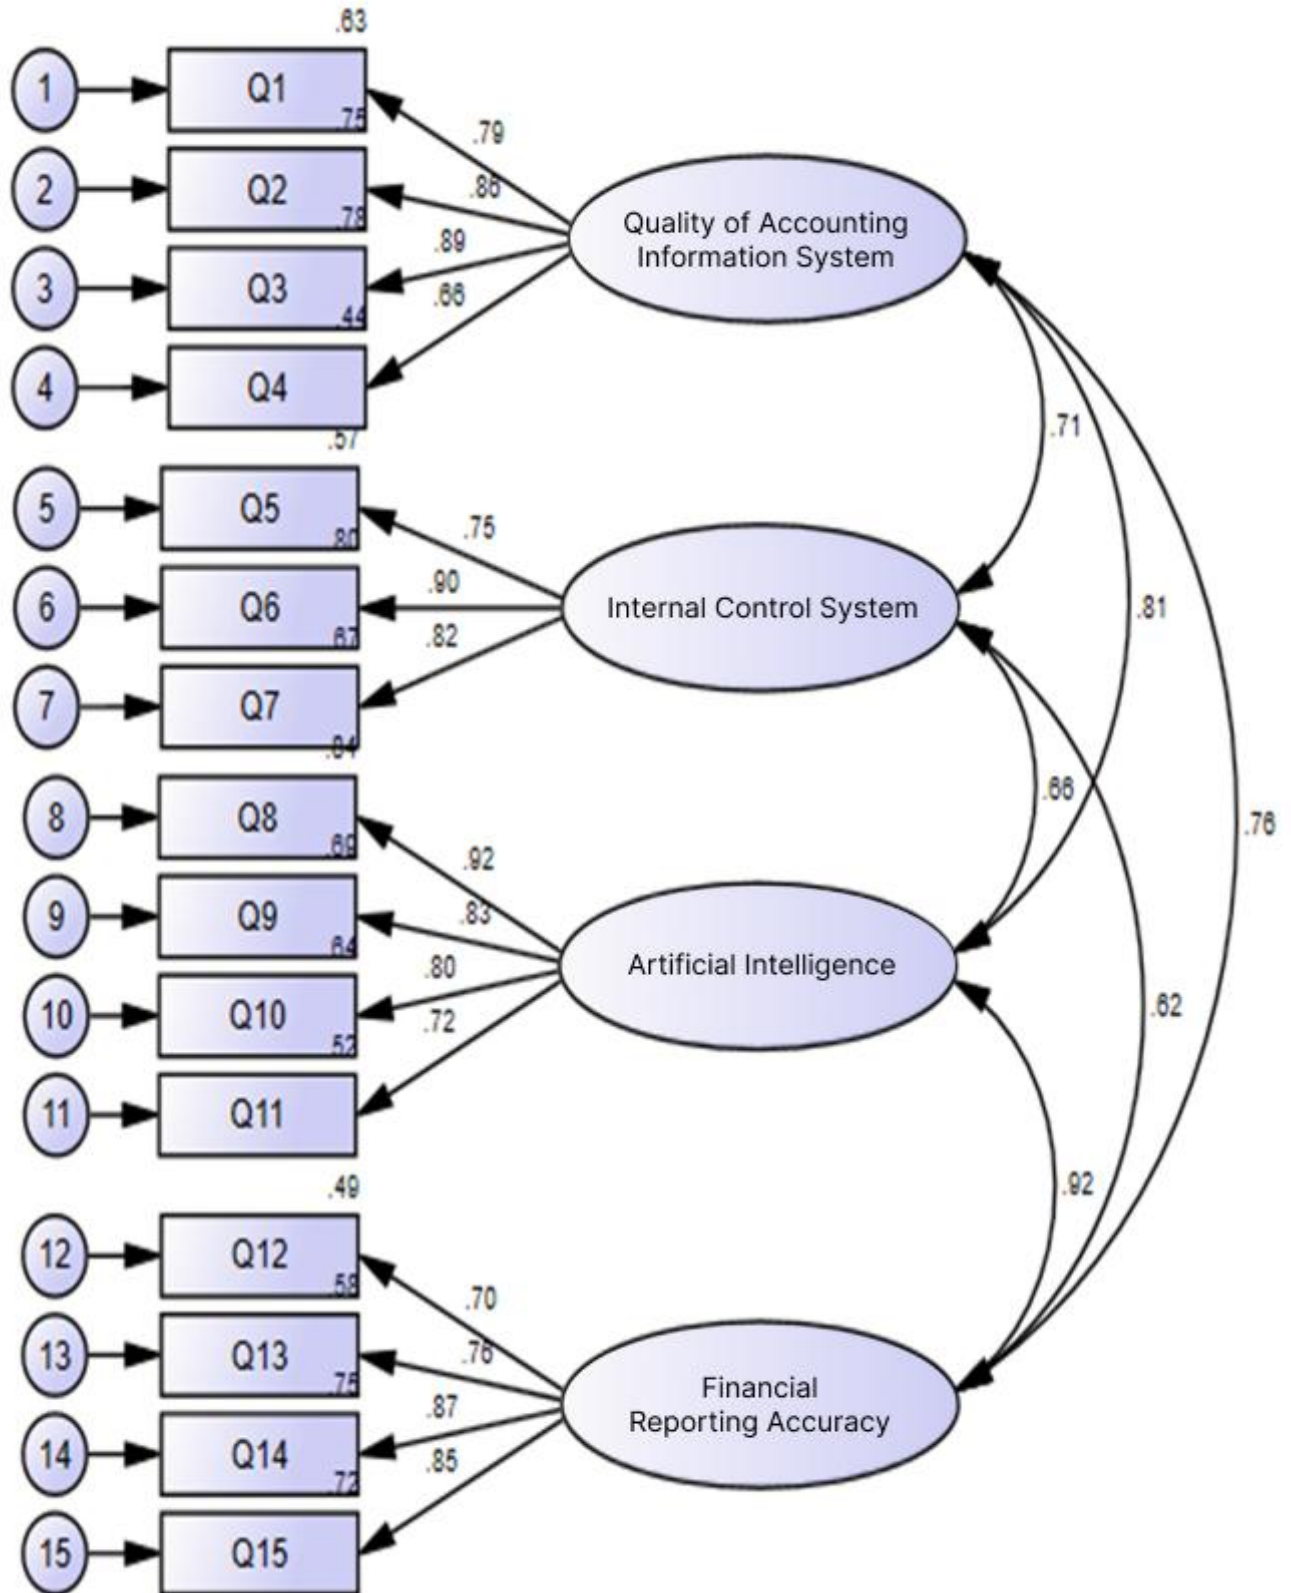 .63
1
Q1
.75
.79
2
Q2
.78
.86
3
Q3
.44
.89
4
Q4
.66
Quality of Accounting
Information System
.57
5
Q5
.80
.75
6
Q6
.67
.90
7
Q7
.82
Internal Control System
.84
8
Q8
.69
.92
9
Q9
.64
.83
10
Q10
.52
.80
11
Q11
.72
Artificial Intelligence
.49
12
Q12
.58
.70
13
Q13
.75
.76
14
Q14
.72
.87
15
Q15
.85
Financial
Reporting Accuracy
.71
.81
.66
.76
.62
.92